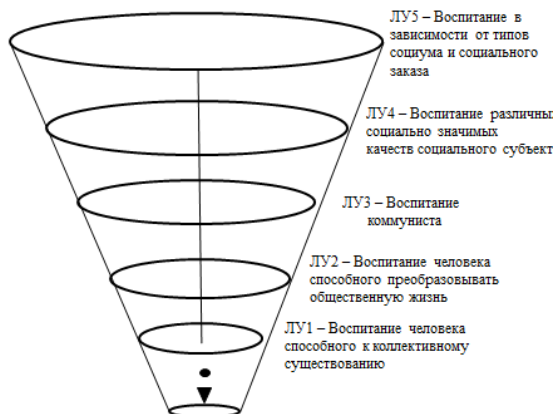 ЛУ5 – Воспитание в
зависимости от типов
социума и социального
заказа
ЛУ4 – Воспитание различны
социально значимых
качеств социального субъект
ЛУ3 – Воспитание
коммуниста
ЛУ2 – Воспитание человека
способного преобразовывать
общественную жизнь
ЛУ1 – Воспитание человека
способного к коллективному
существованию